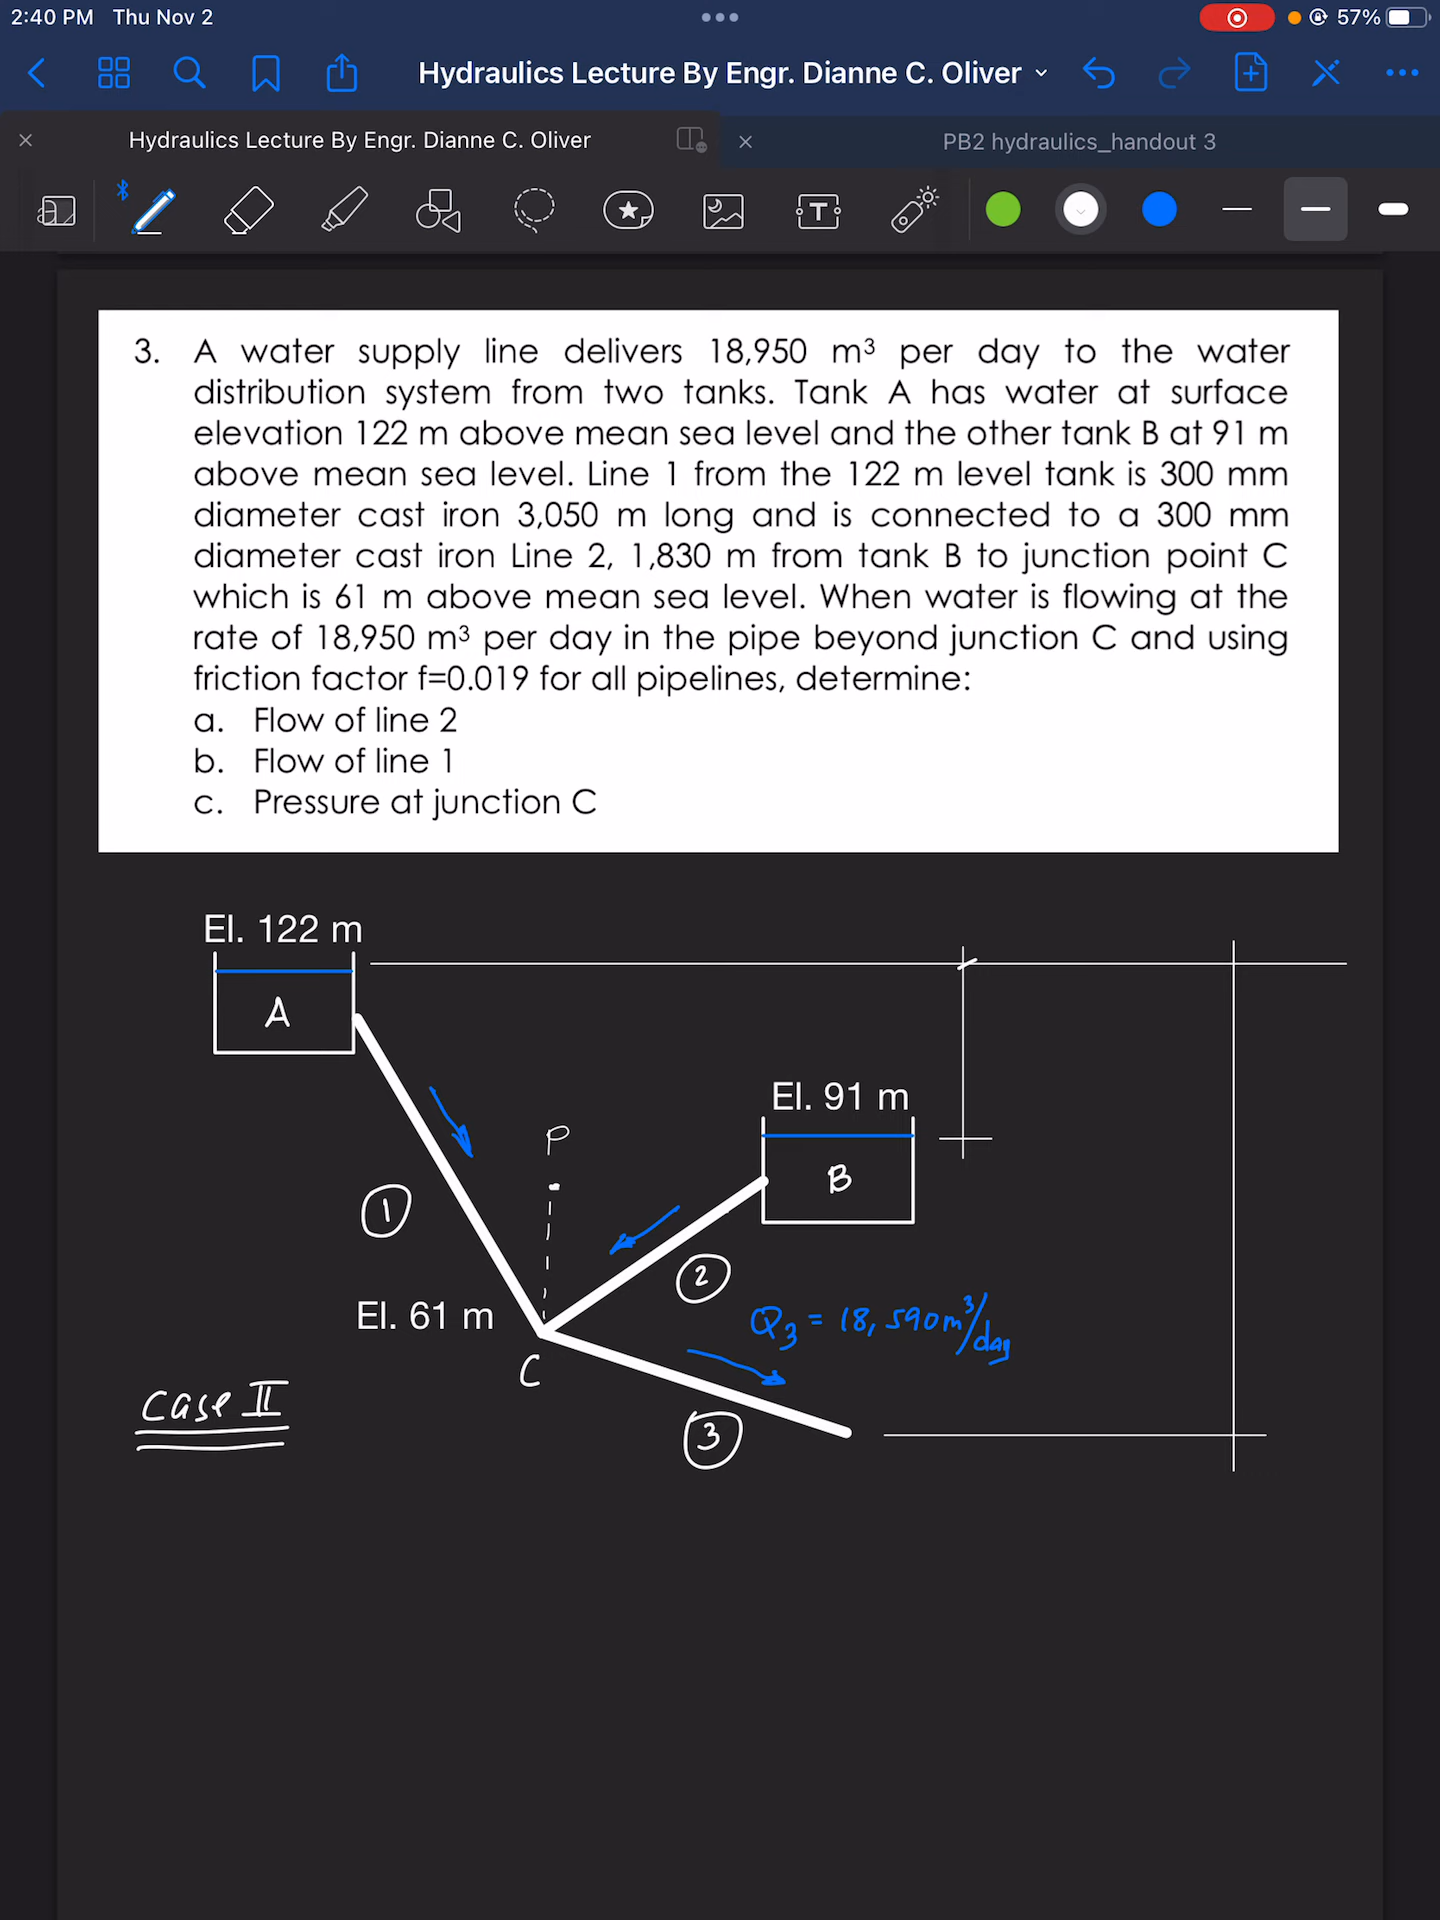 2:40 PM Thu Nov 2
57%
Hydraulics Lecture By Engr. Dianne C. Oliver
Hydraulics Lecture By Engr. Dianne C. Oliver
PB2 hydraulics_handout 3
T
3. A water supply line delivers 18,950 m³ per day to the water
distribution system from two tanks. Tank A has water at surface
elevation 122 m above mean sea level and the other tank B at 91 m
above mean sea level. Line 1 from the 122 m level tank is 300 mm
diameter cast iron 3,050 m long and is connected to a 300 mm
diameter cast iron Line 2, 1,830 m from tank B to junction point C
which is 61 m above mean sea level. When water is flowing at the
rate of 18,950 m³ per day in the pipe beyond junction C and using
friction factor f=0.019 for all pipelines, determine:
a. Flow of line 2
b. Flow of line 1
c. Pressure at junction C
El. 122 m
A
El. 91 m
P
B
1
2
El. 61 m
Q₃ = 18,590 m³/day
C
Case II
3